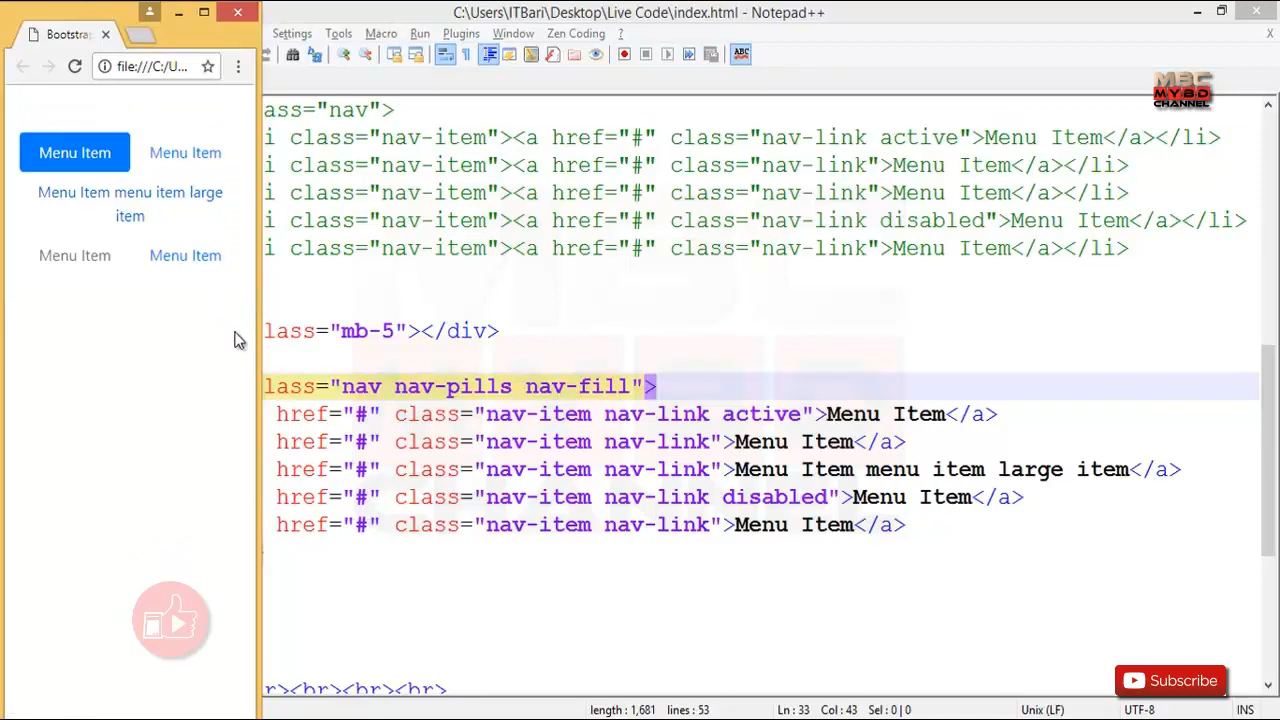 C:\Users\ITBari\Desktop\Live Code\index.html - Notepad++
Bootstrap
Settings Tools Macro Run Plugins Window Zen Coding ? X
file:///C:/U...
ABC
MBC
MY BD
CHANNEL
ass="nav">
i class="nav-item"><a href="#" class="nav-link active">Menu Item</a></li>
i class="nav-item"><a href="#" class="nav-link">Menu Item</a></li>
i class="nav-item"><a href="#" class="nav-link">Menu Item</a></li>
i class="nav-item"><a href="#" class="nav-link disabled">Menu Item</a></li>
i class="nav-item"><a href="#" class="nav-link">Menu Item</a></li>
lass="mb-5"></div>
lass="nav nav-pills nav-fill">
href="#" class="nav-item nav-link active">Menu Item</a>
href="#" class="nav-item nav-link">Menu Item</a>
href="#" class="nav-item nav-link">Menu Item menu item large item</a>
href="#" class="nav-item nav-link disabled">Menu Item</a>
href="#" class="nav-item nav-link">Menu Item</a>
r><br><br><br>
Menu Item Menu Item
Menu Item menu item large
item
Menu Item Menu Item
Subscribe
length : 1,681 lines : 53 Ln : 33 Col : 43 Sel : 0 | 0 Unix (LF) UTF-8 INS